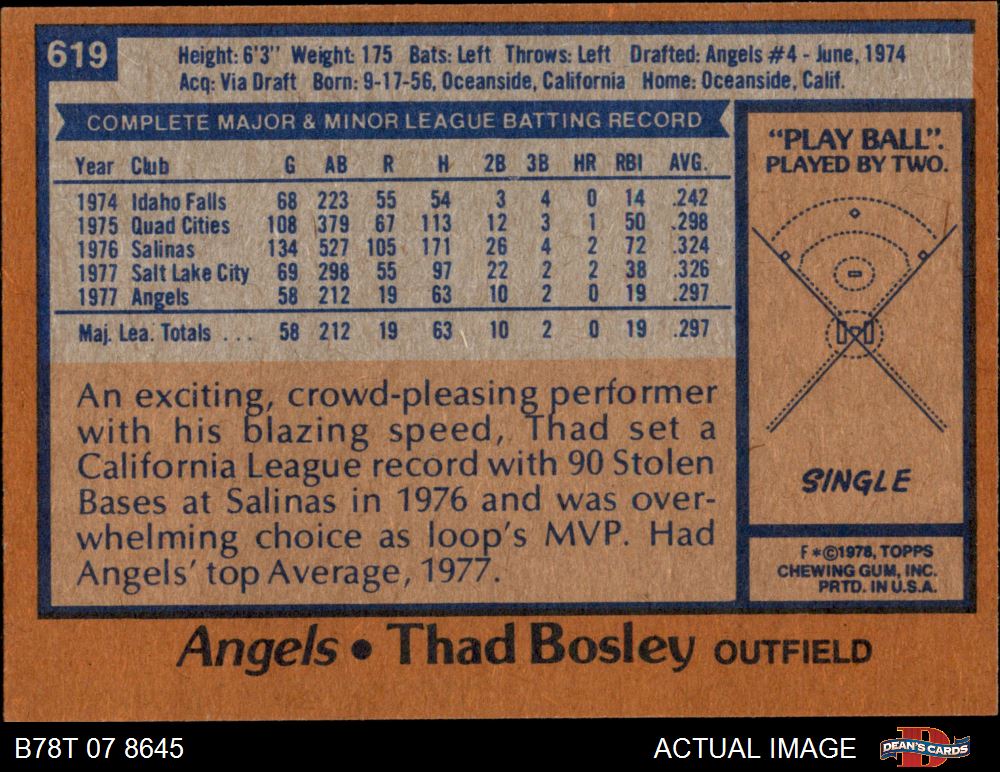 619
Height: 6'3" Weight: 175 Bats: Left Throws: Left Drafted: Angels #4 - June, 1974
Acq: Via Draft Born: 9-17-56, Oceanside, California Home: Oceanside, Calif.
COMPLETE MAJOR & MINOR LEAGUE BATTING RECORD
Year Club G AB R H 2B 3B HR RBI AVG.
1974 Idaho Falls 68 223 55 54 3 4 0 14 .242
1975 Quad Cities 108 379 67 113 12 3 1 50 .298
1976 Salinas 134 527 105 171 26 4 2 72 .324
1977 Salt Lake City 69 298 55 97 22 2 2 38 .326
1977 Angels 58 212 19 63 10 2 0 19 .297
Maj. Lea. Totals . . . 58 212 19 63 10 2 0 19 .297
An exciting, crowd-pleasing performer
with his blazing speed, Thad set a
California League record with 90 Stolen
Bases at Salinas in 1976 and was over-
whelming choice as loop's MVP. Had
Angels' top Average, 1977.
"PLAY BALL".
PLAYED BY TWO.
SINGLE
F*©1978, TOPPS
CHEWING GUM, INC.
PRTD. IN U.S.A.
Angels • Thad Bosley OUTFIELD
B78T 07 8645
ACTUAL IMAGE
D
DEAN'S CARDS